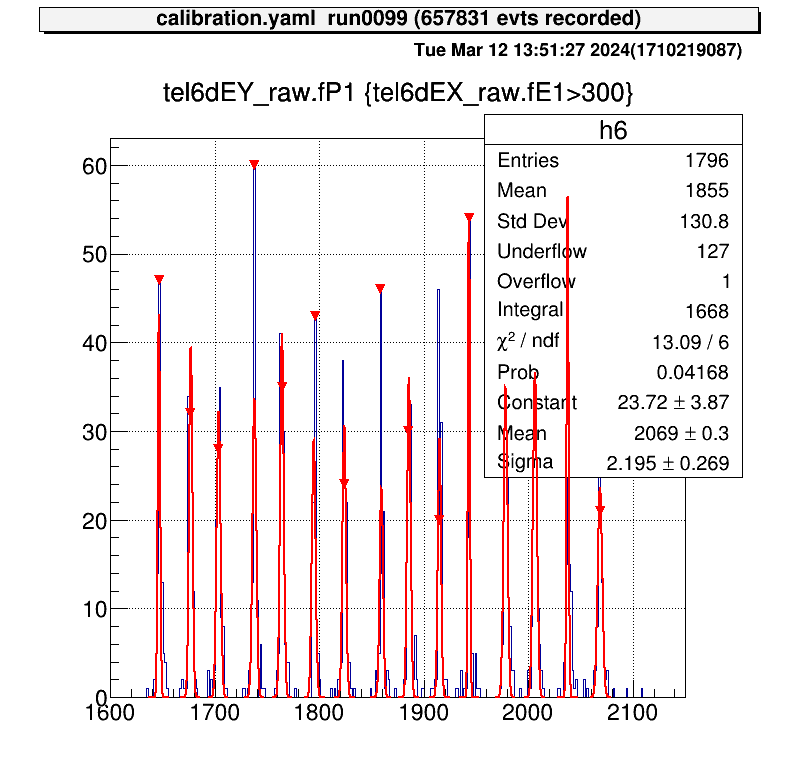 calibration.yaml run0099 (657831 evts recorded)
Tue Mar 12 13:51:27 2024(1710219087)
tel6dEY_raw.fP1 {tel6dEX_raw.fE1>300}
h6
Entries 1796
Mean 1855
Std Dev 130.8
Underflow 127
Overflow 1
Integral 1668
χ² / ndf 13.09 / 6
Prob 0.04168
Constant 23.72 ± 3.87
Mean 2069 ± 0.3
Sigma 2.195 ± 0.269
60
50
40
30
20
10
0
1600 1700 1800 1900 2000 2100